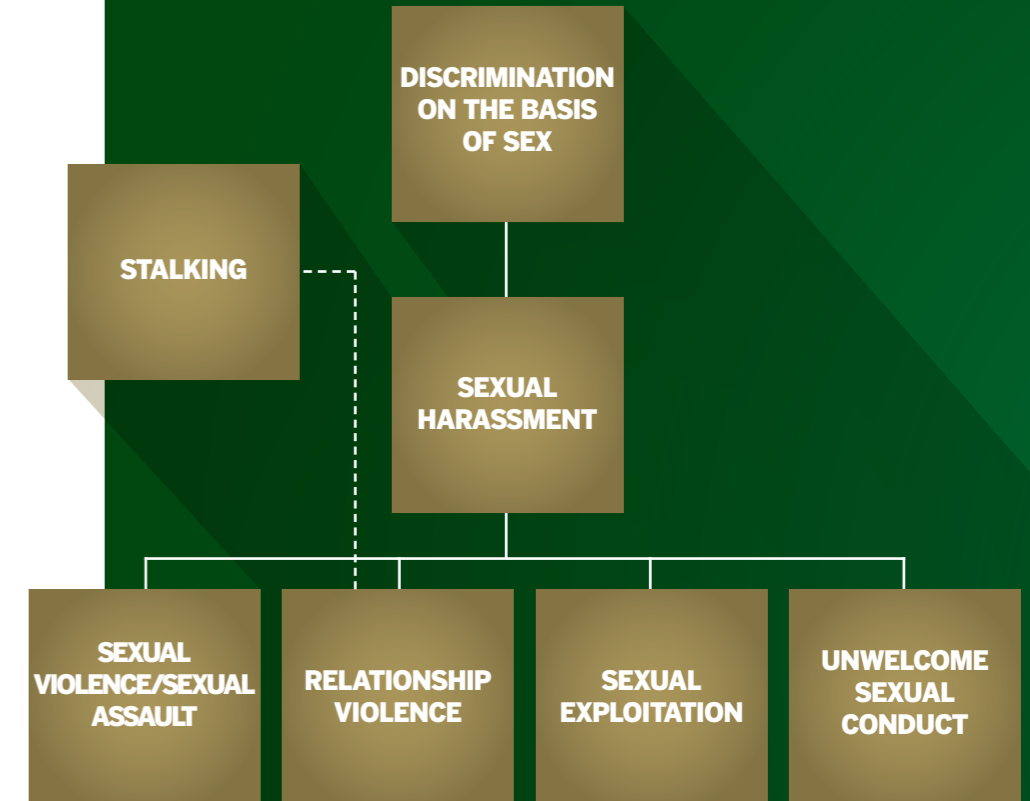 DISCRIMINATION
ON THE BASIS
OF SEX
STALKING
SEXUAL
HARASSMENT
SEXUAL
VIOLENCE/SEXUAL
ASSAULT
RELATIONSHIP
VIOLENCE
SEXUAL
EXPLOITATION
UNWELCOME
SEXUAL
CONDUCT